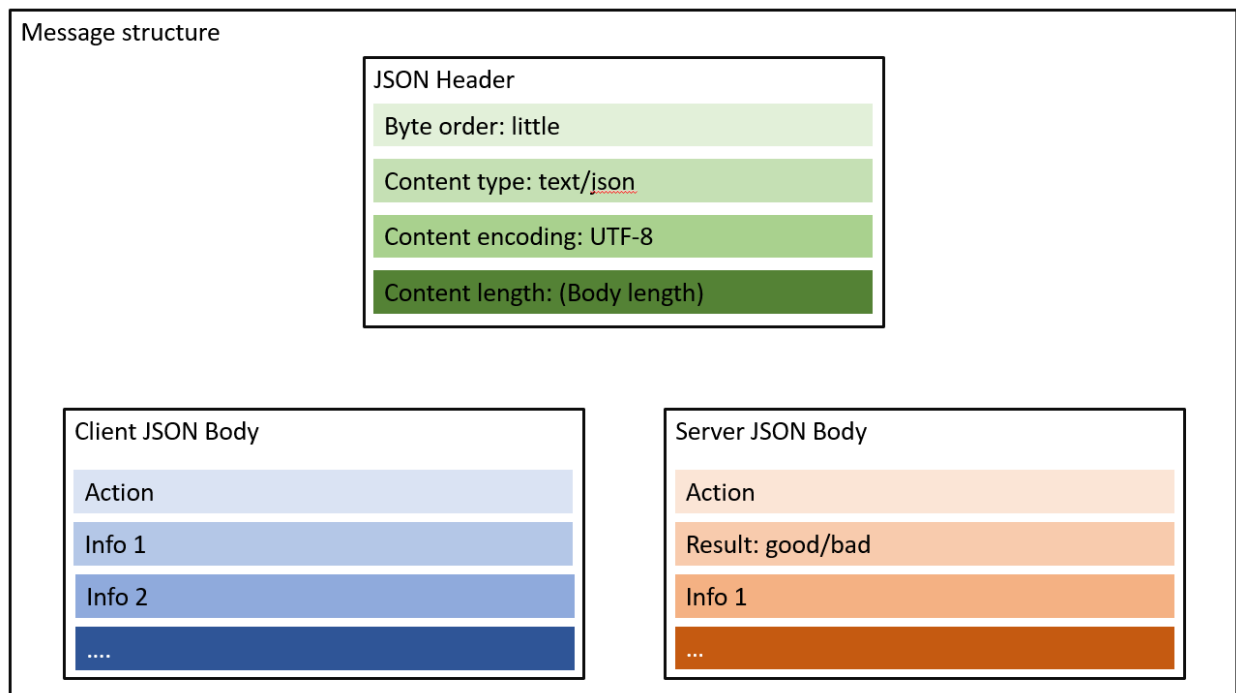 Message structure
JSON Header
Byte order: little
Content type: text/json
Content encoding: UTF-8
Content length: (Body length)
Client JSON Body
Action
Info 1
Info 2
....
Server JSON Body
Action
Result: good/bad
Info 1
...